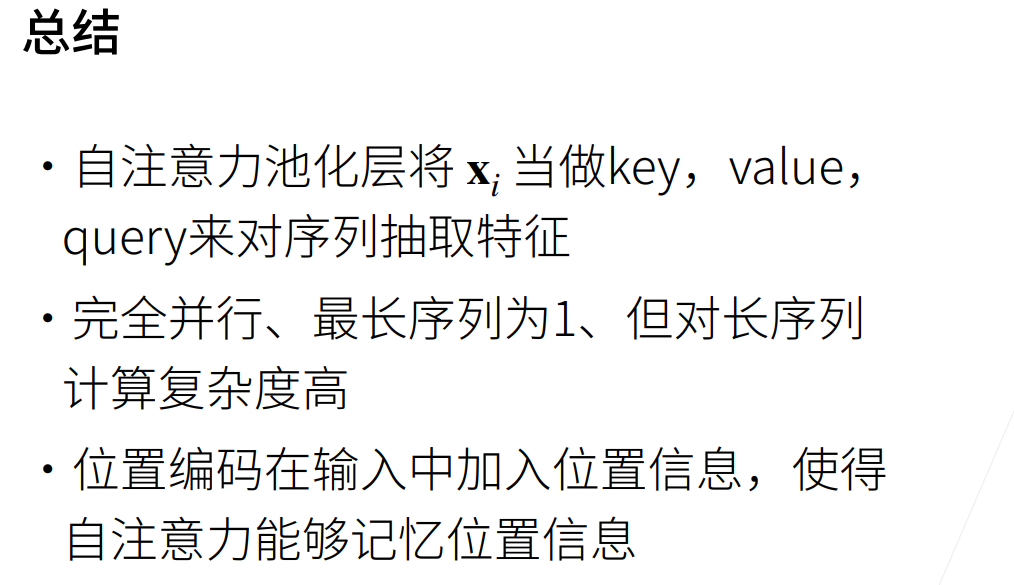 总结
• 自注意力池化层将 xᵢ 当做key，value，
query来对序列抽取特征
• 完全并行、最长序列为1、但对长序列
计算复杂度高
• 位置编码在输入中加入位置信息，使得
自注意力能够记忆位置信息